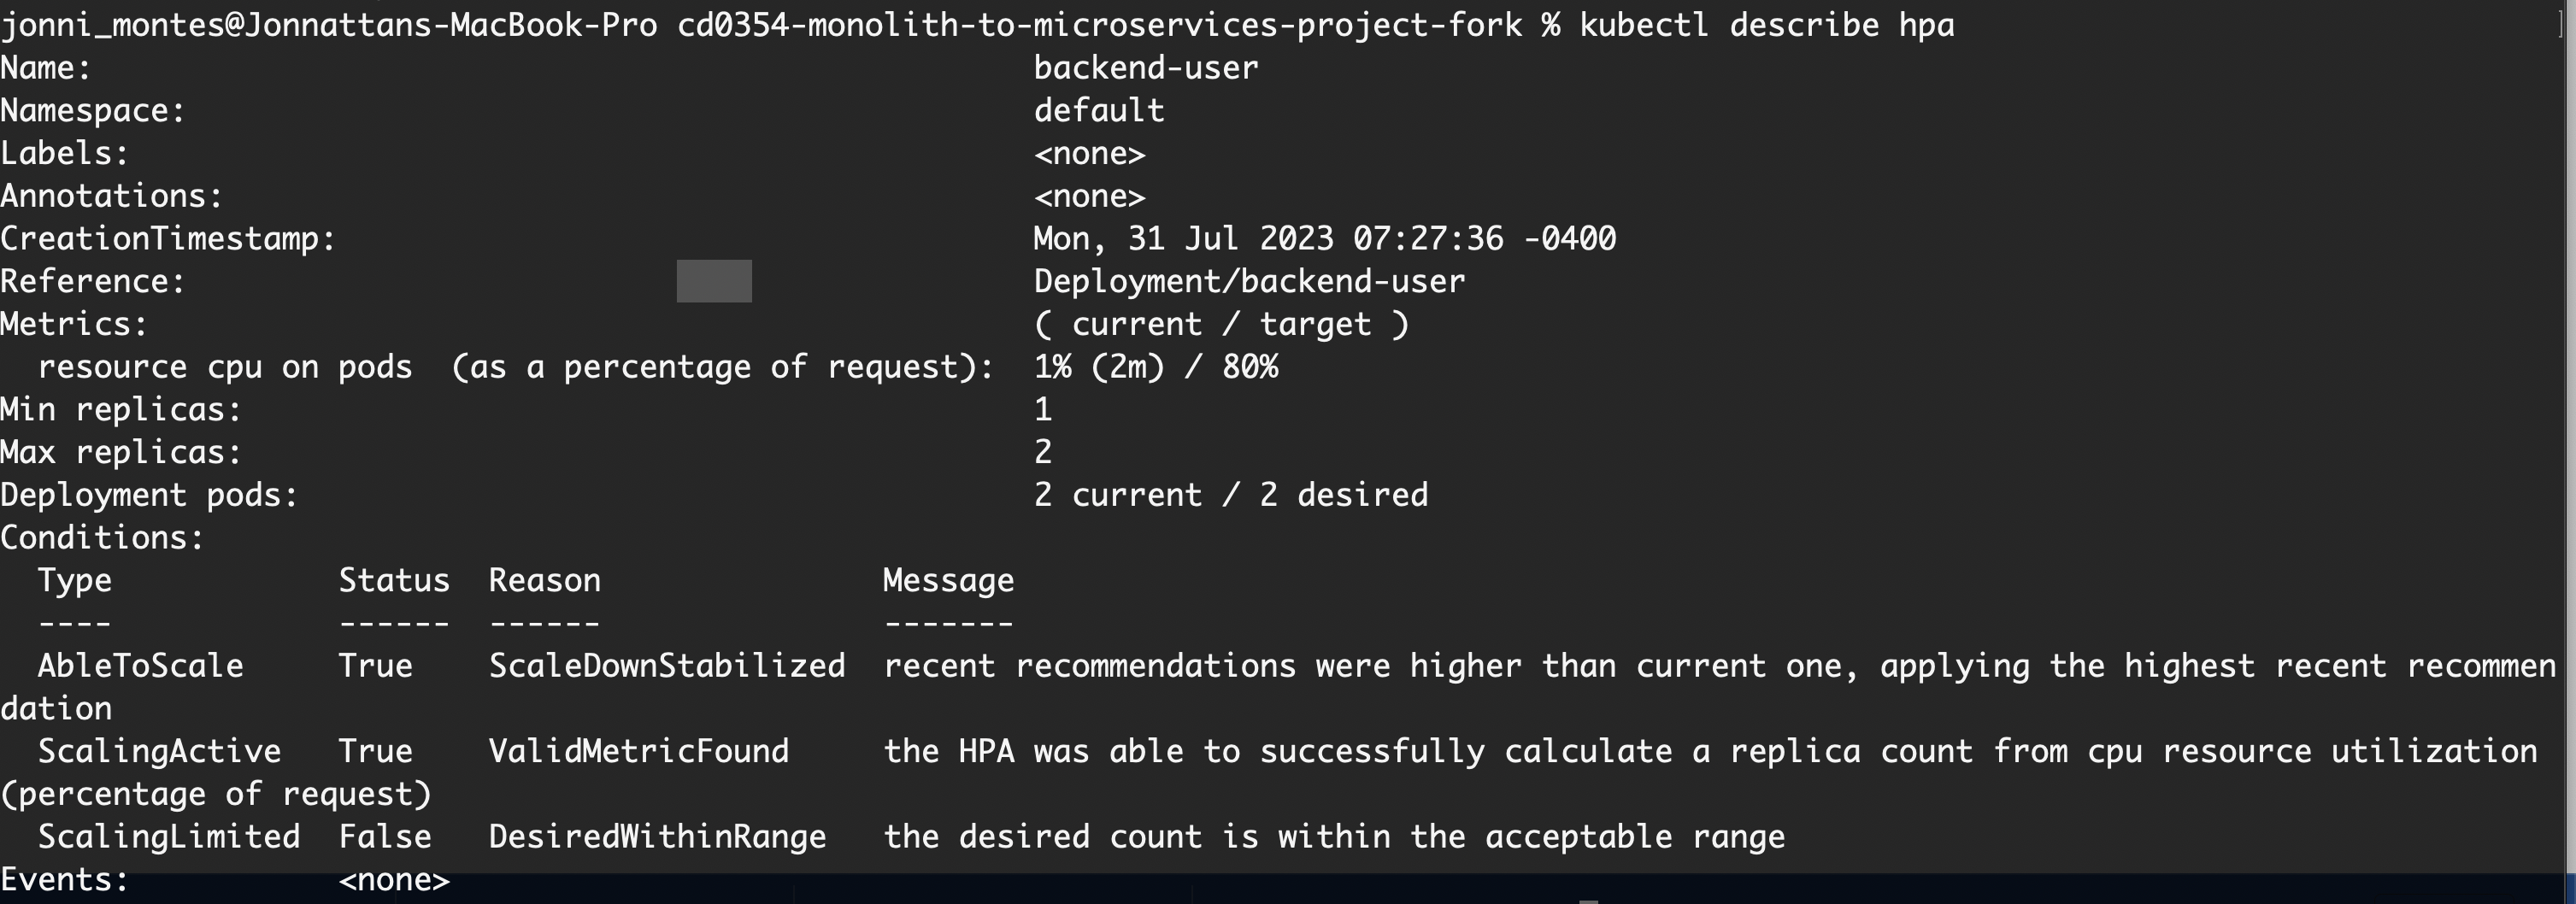 jonni_montes@Jonnattans-MacBook-Pro cd0354-monolith-to-microservices-project-fork % kubectl describe hpa ]
Name: backend-user
Namespace: default
Labels: <none>
Annotations: <none>
CreationTimestamp: Mon, 31 Jul 2023 07:27:36 -0400
Reference: Deployment/backend-user
Metrics: ( current / target )
resource cpu on pods (as a percentage of request): 1% (2m) / 80%
Min replicas: 1
Max replicas: 2
Deployment pods: 2 current / 2 desired
Conditions:
Type Status Reason Message
---- ------ ------ -------
AbleToScale True ScaleDownStabilized recent recommendations were higher than current one, applying the highest recent recommen
dation
ScalingActive True ValidMetricFound the HPA was able to successfully calculate a replica count from cpu resource utilization
(percentage of request)
ScalingLimited False DesiredWithinRange the desired count is within the acceptable range
Events: <none>